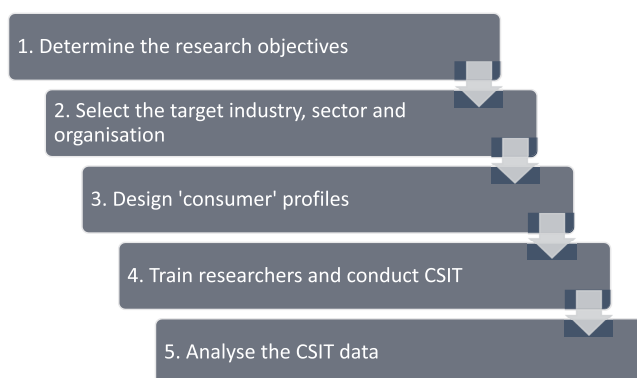 1. Determine the research objectives
2. Select the target industry, sector and
organisation
3. Design 'consumer' profiles
4. Train researchers and conduct CSIT
5. Analyse the CSIT data